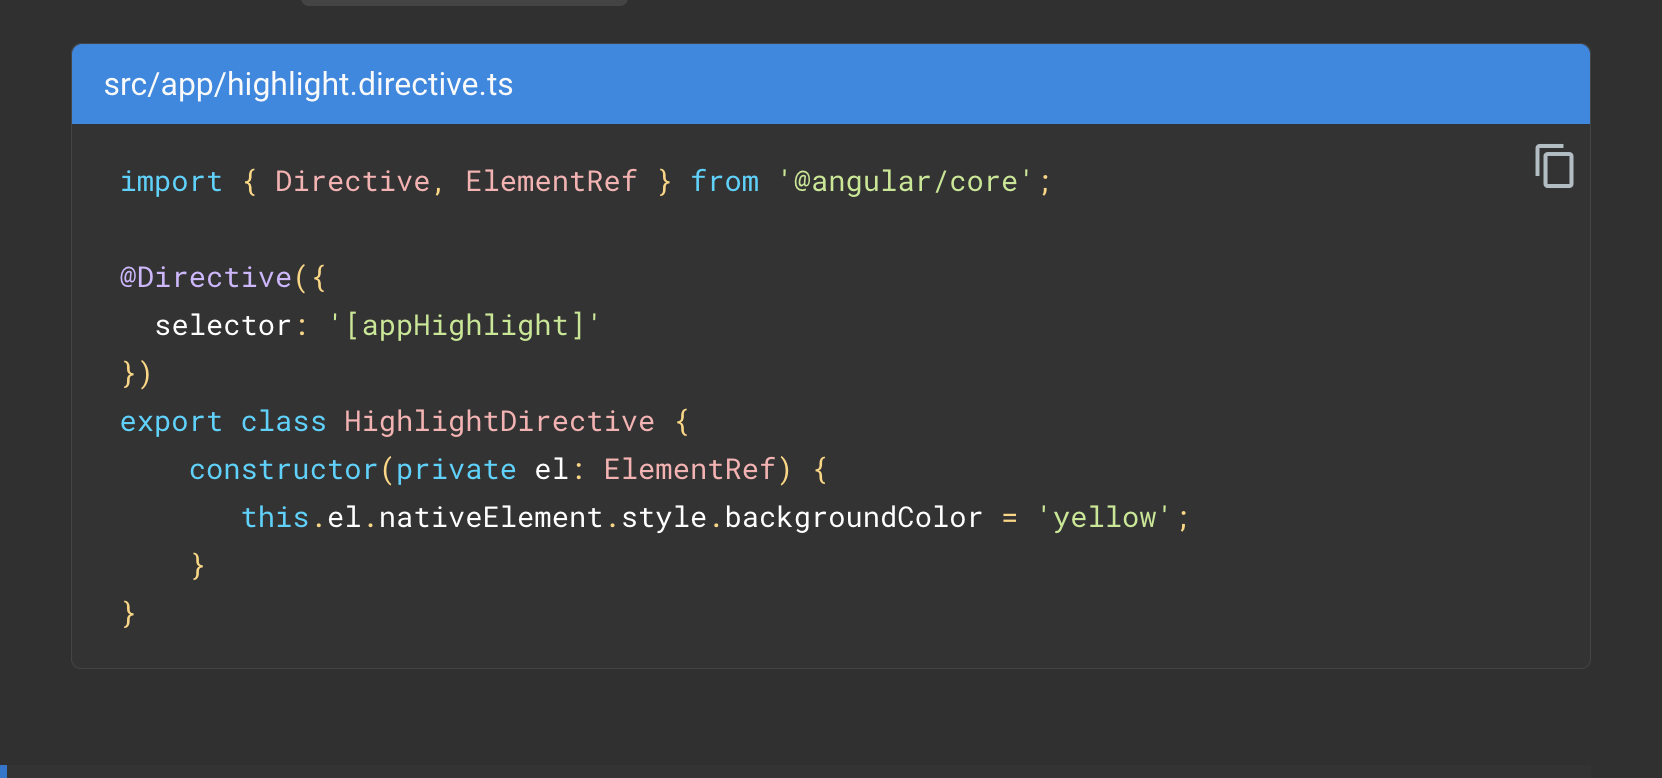 src/app/highlight.directive.ts
import { Directive, ElementRef } from '@angular/core';
@Directive({
  selector: '[appHighlight]'
})
export class HighlightDirective {
    constructor(private el: ElementRef) {
       this.el.nativeElement.style.backgroundColor = 'yellow';
    }
}